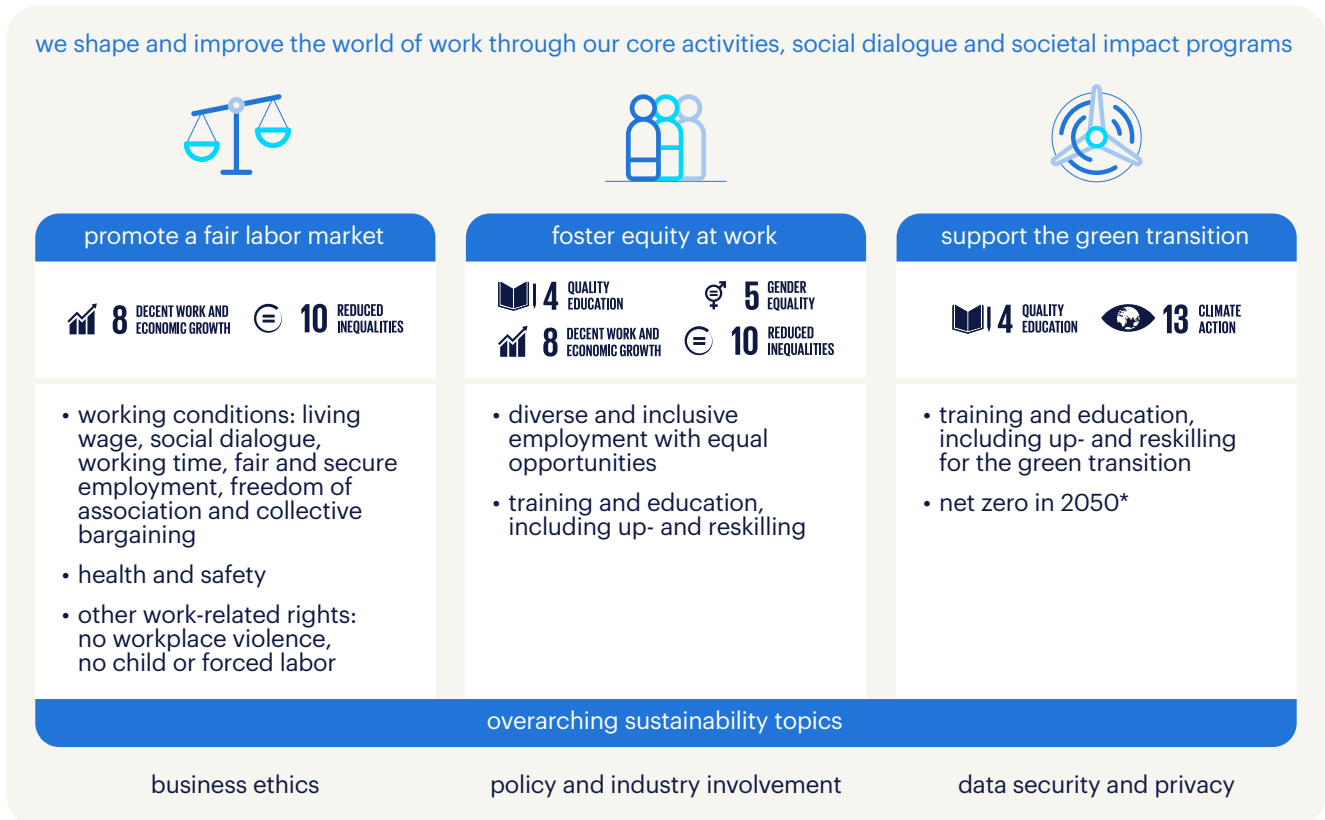 we shape and improve the world of work through our core activities, social dialogue and societal impact programs
promote a fair labor market
8 DECENT WORK AND
ECONOMIC GROWTH
10 REDUCED
INEQUALITIES
• working conditions: living
wage, social dialogue,
working time, fair and secure
employment, freedom of
association and collective
bargaining
• health and safety
• other work-related rights:
no workplace violence,
no child or forced labor
foster equity at work
4 QUALITY
EDUCATION
5 GENDER
EQUALITY
8 DECENT WORK AND
ECONOMIC GROWTH
10 REDUCED
INEQUALITIES
• diverse and inclusive
employment with equal
opportunities
• training and education,
including up- and reskilling
support the green transition
4 QUALITY
EDUCATION
13 CLIMATE
ACTION
• training and education,
including up- and reskilling
for the green transition
• net zero in 2050*
overarching sustainability topics
business ethics
policy and industry involvement
data security and privacy